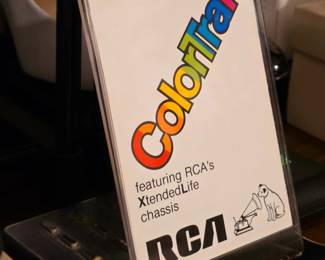 ColorTra
featuring RCA's
XtendedLife
chassis
RCA